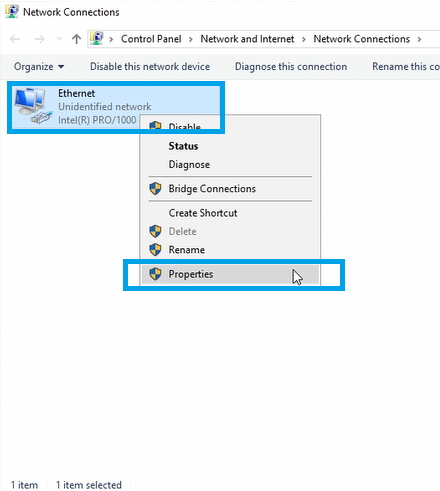 Network Connections
Control Panel > Network and Internet > Network Connections >
Organize Disable this network device Diagnose this connection Rename this co
Ethernet
Unidentified network
Intel(R) PRO/1000
Disable
Status
Diagnose
Bridge Connections
Create Shortcut
Delete
Rename
Properties
1 item 1 item selected